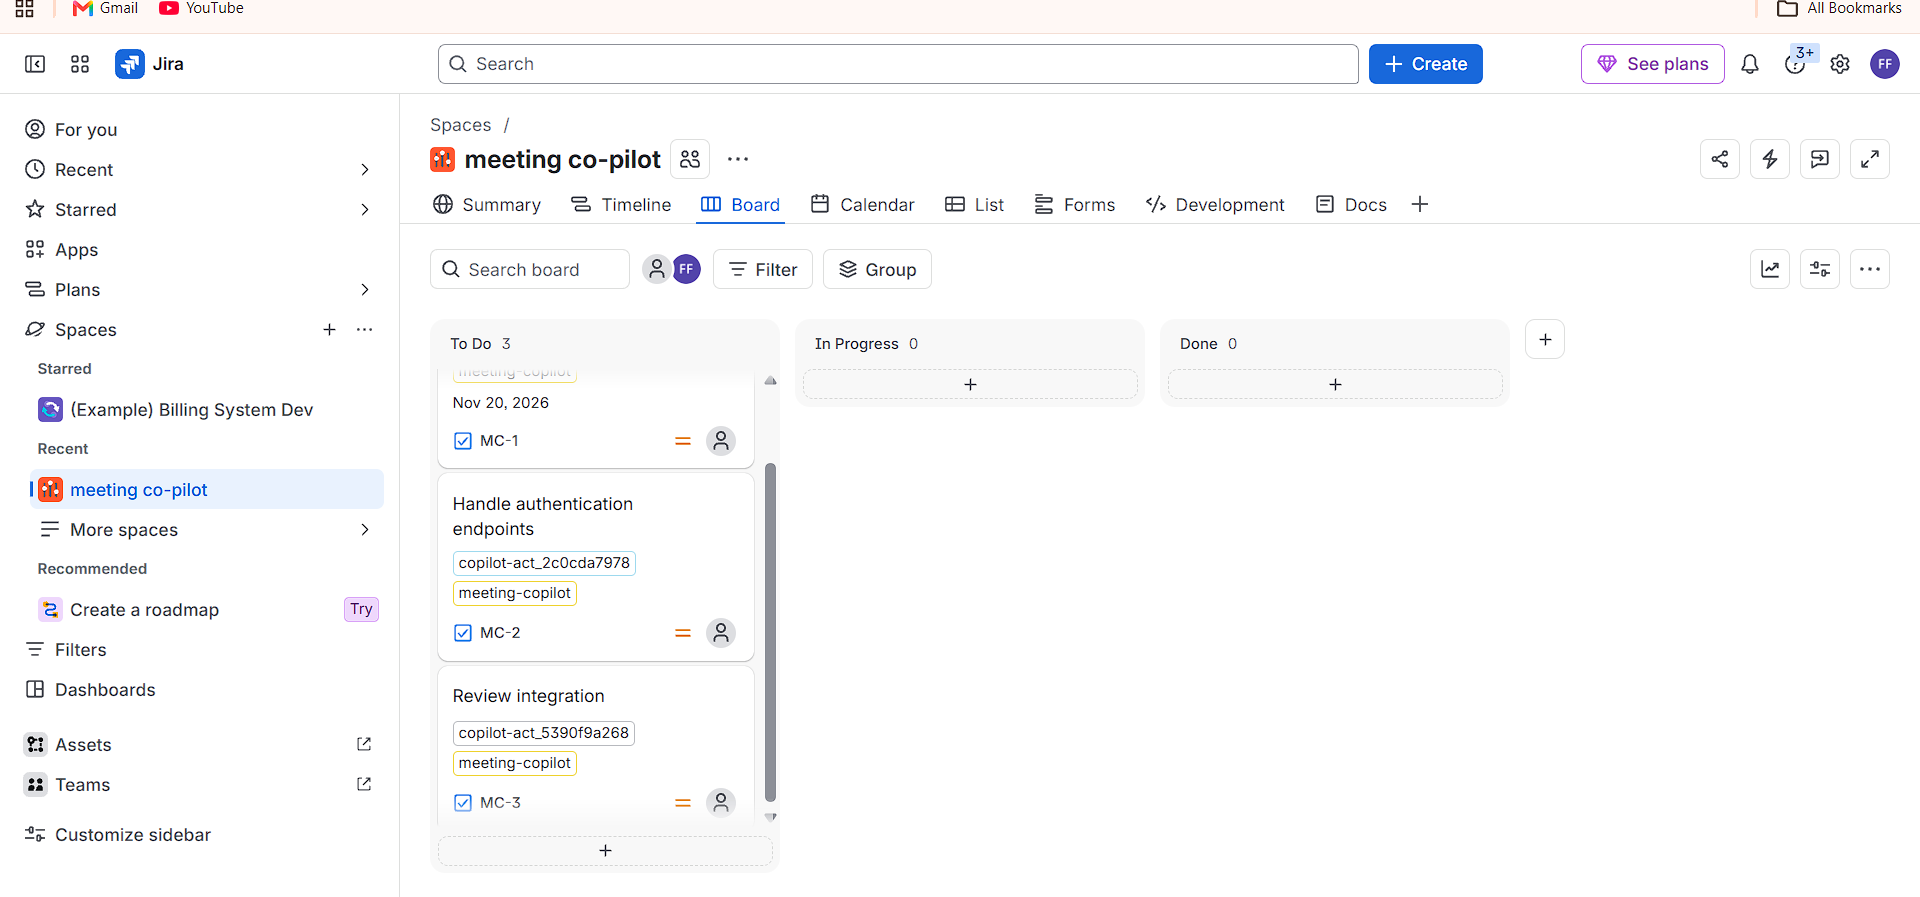 Gmail
YouTube
All Bookmarks
Jira
Search
Create
See plans
3+
FF
For you
Recent
Starred
Apps
Plans
Spaces
Starred
(Example) Billing System Dev
Recent
meeting co-pilot
More spaces
Recommended
Create a roadmap
Try
Filters
Dashboards
Assets
Teams
Customize sidebar
Spaces /
meeting co-pilot
Summary
Timeline
Board
Calendar
List
Forms
Development
Docs
Search board
FF
Filter
Group
To Do 3
meeting-copilot
Nov 20, 2026
MC-1
Handle authentication
endpoints
copilot-act_2c0cda7978
meeting-copilot
MC-2
Review integration
copilot-act_5390f9a268
meeting-copilot
MC-3
In Progress 0
Done 0